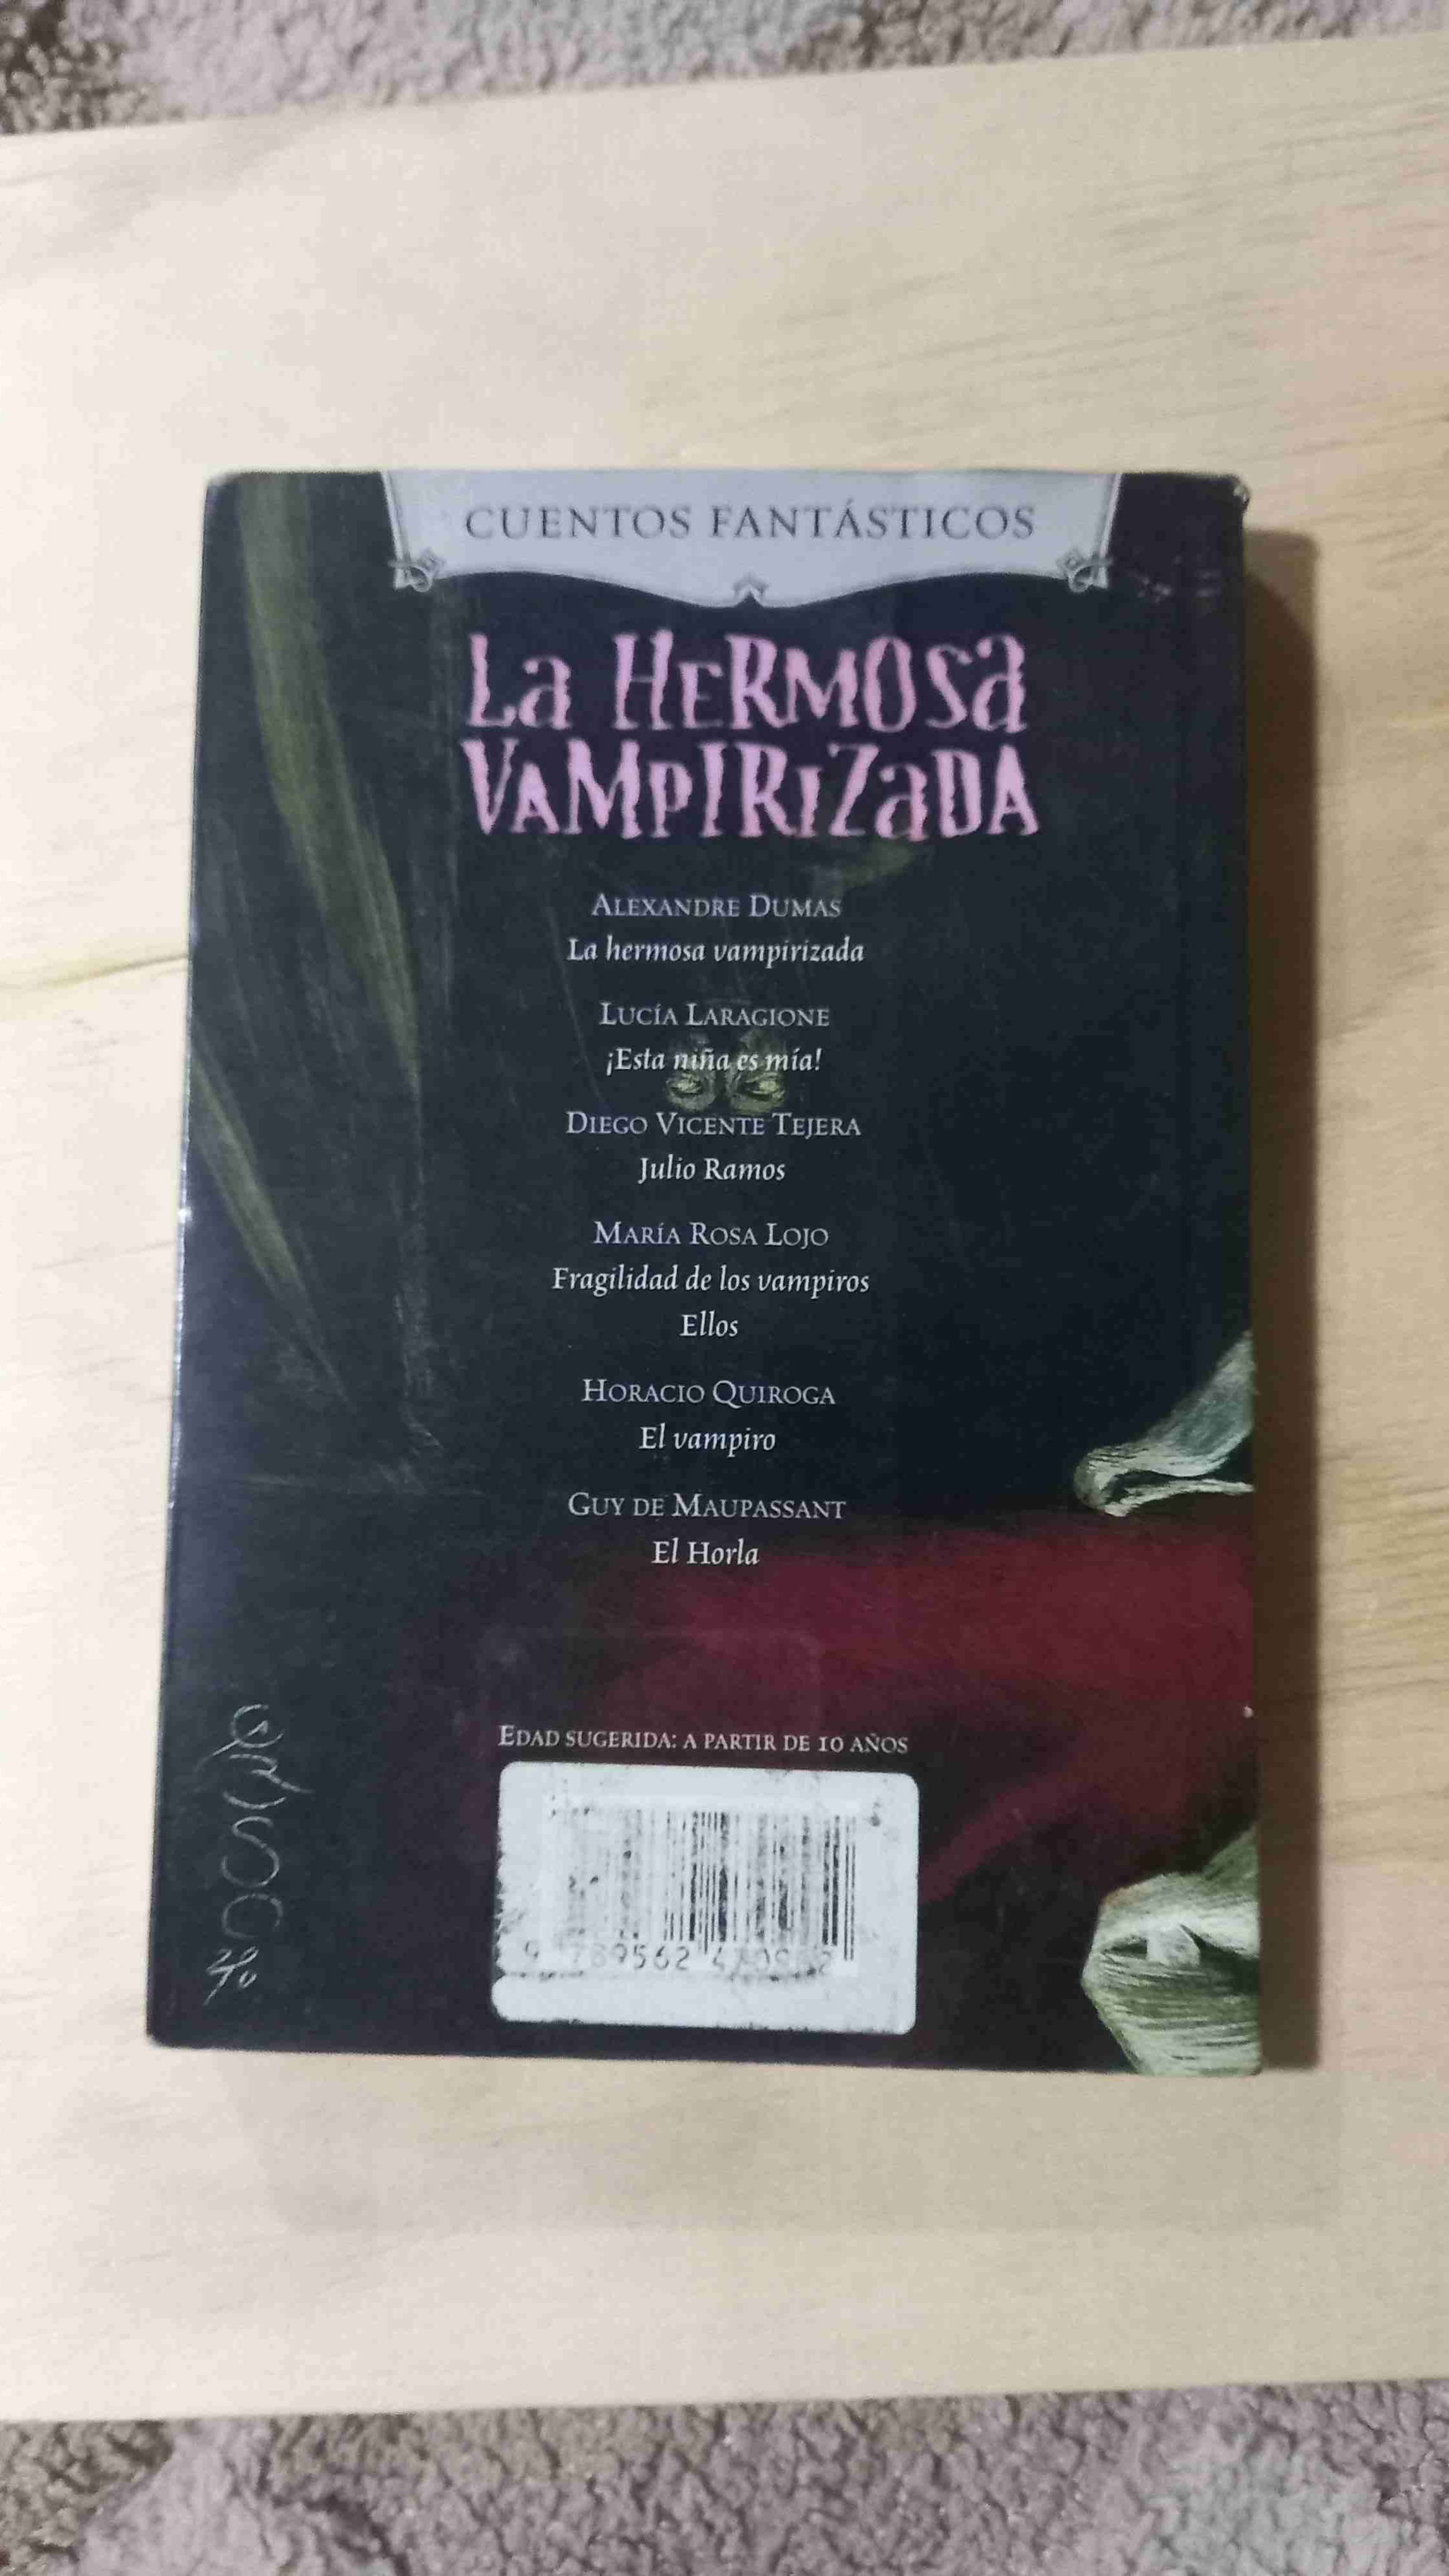 CUENTOS FANTÁSTICOS
La HERMOSa
VAMPIRIZaDA
ALEXANDRE DUMAS
La hermosa vampirizada
LUCÍA LARAGIONE
¡Esta niña es mía!
DIEGO VICENTE TEJERA
Julio Ramos
MARÍA ROSA LOJO
Fragilidad de los vampiros
Ellos
HORACIO QUIROGA
El vampiro
GUY DE MAUPASSANT
El Horla
EDAD SUGERIDA: A PARTIR DE 10 AÑOS
9 789562